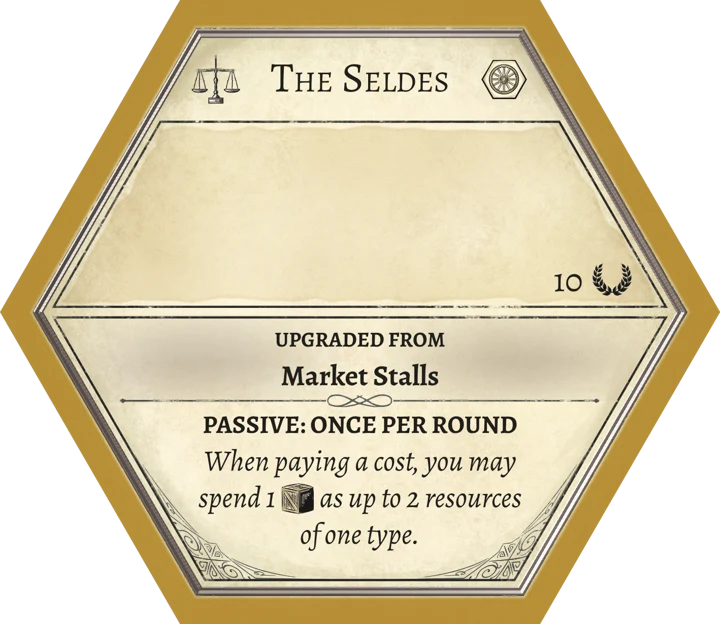 The Seldes
10
UPGRADED FROM
Market Stalls
PASSIVE: ONCE PER ROUND
When paying a cost, you may
spend 1 as up to 2 resources
of one type.